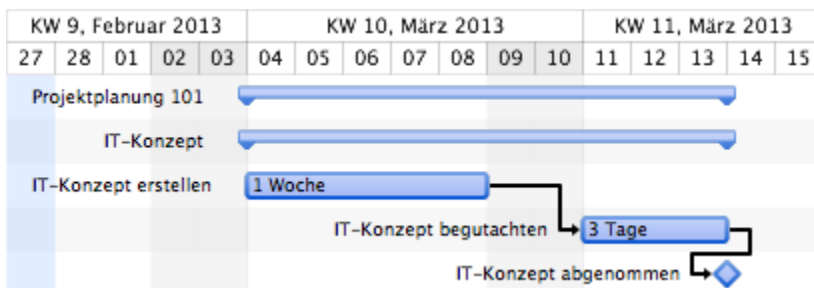 KW 9, Februar 2013 KW 10, März 2013 KW 11, März 2013
27 28 01 02 03 04 05 06 07 08 09 10 11 12 13 14 15
Projektplanung 101
IT-Konzept
IT-Konzept erstellen 1 Woche
IT-Konzept begutachten 3 Tage
IT-Konzept abgenommen